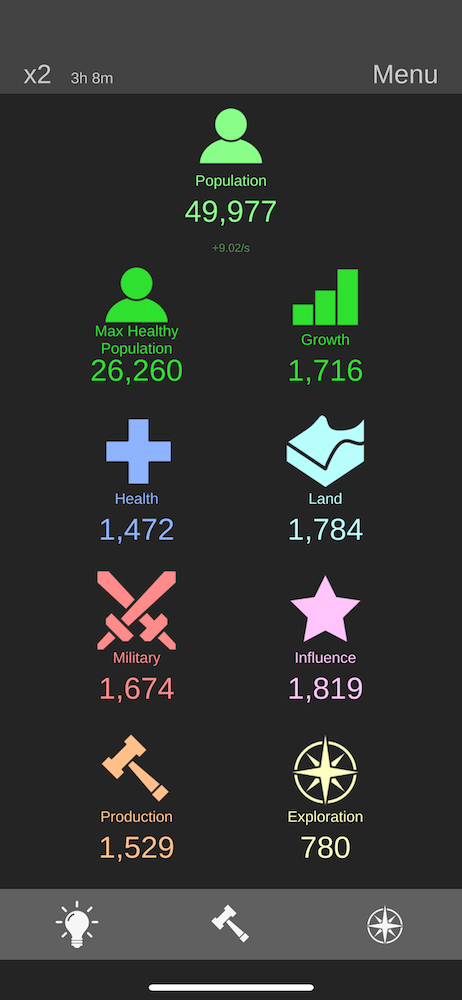 x2 3h 8m Menu
Population
49,977
+9.02/s
Max Healthy
Population
26,260
Growth
1,716
Health
1,472
Land
1,784
Military
1,674
Influence
1,819
Production
1,529
Exploration
780